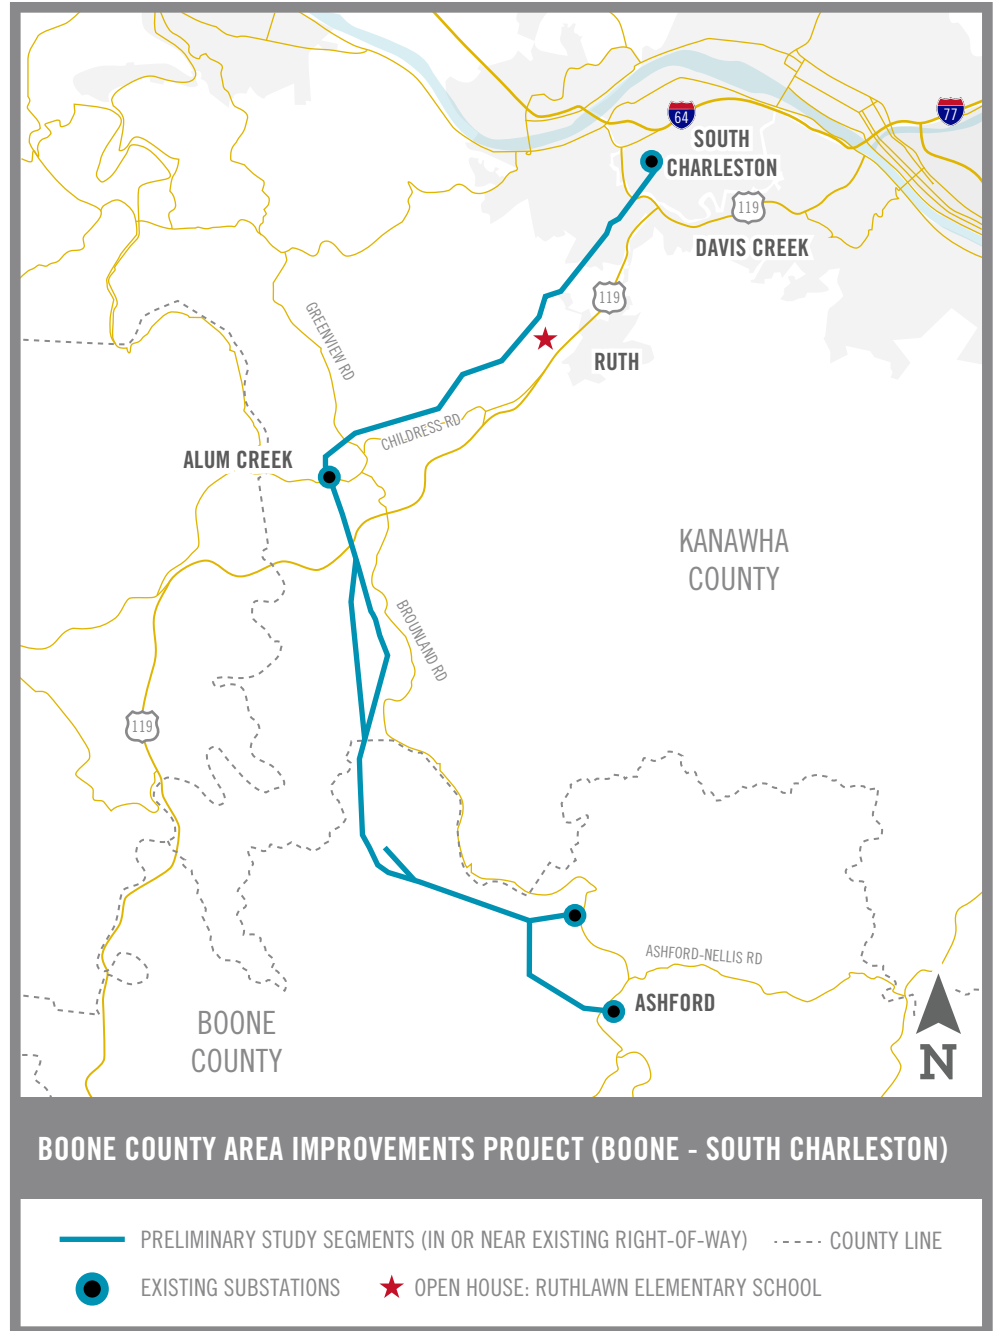 64
77
SOUTH
CHARLESTON
119
DAVIS CREEK
119
GREENVIEW RD
RUTH
CHILDRESS RD
ALUM CREEK
KANAWHA
COUNTY
BROUNLAND RD
119
ASHFORD-NELLIS RD
ASHFORD
BOONE
COUNTY
N
BOONE COUNTY AREA IMPROVEMENTS PROJECT (BOONE - SOUTH CHARLESTON)
PRELIMINARY STUDY SEGMENTS (IN OR NEAR EXISTING RIGHT-OF-WAY)
COUNTY LINE
EXISTING SUBSTATIONS
OPEN HOUSE: RUTHLAWN ELEMENTARY SCHOOL